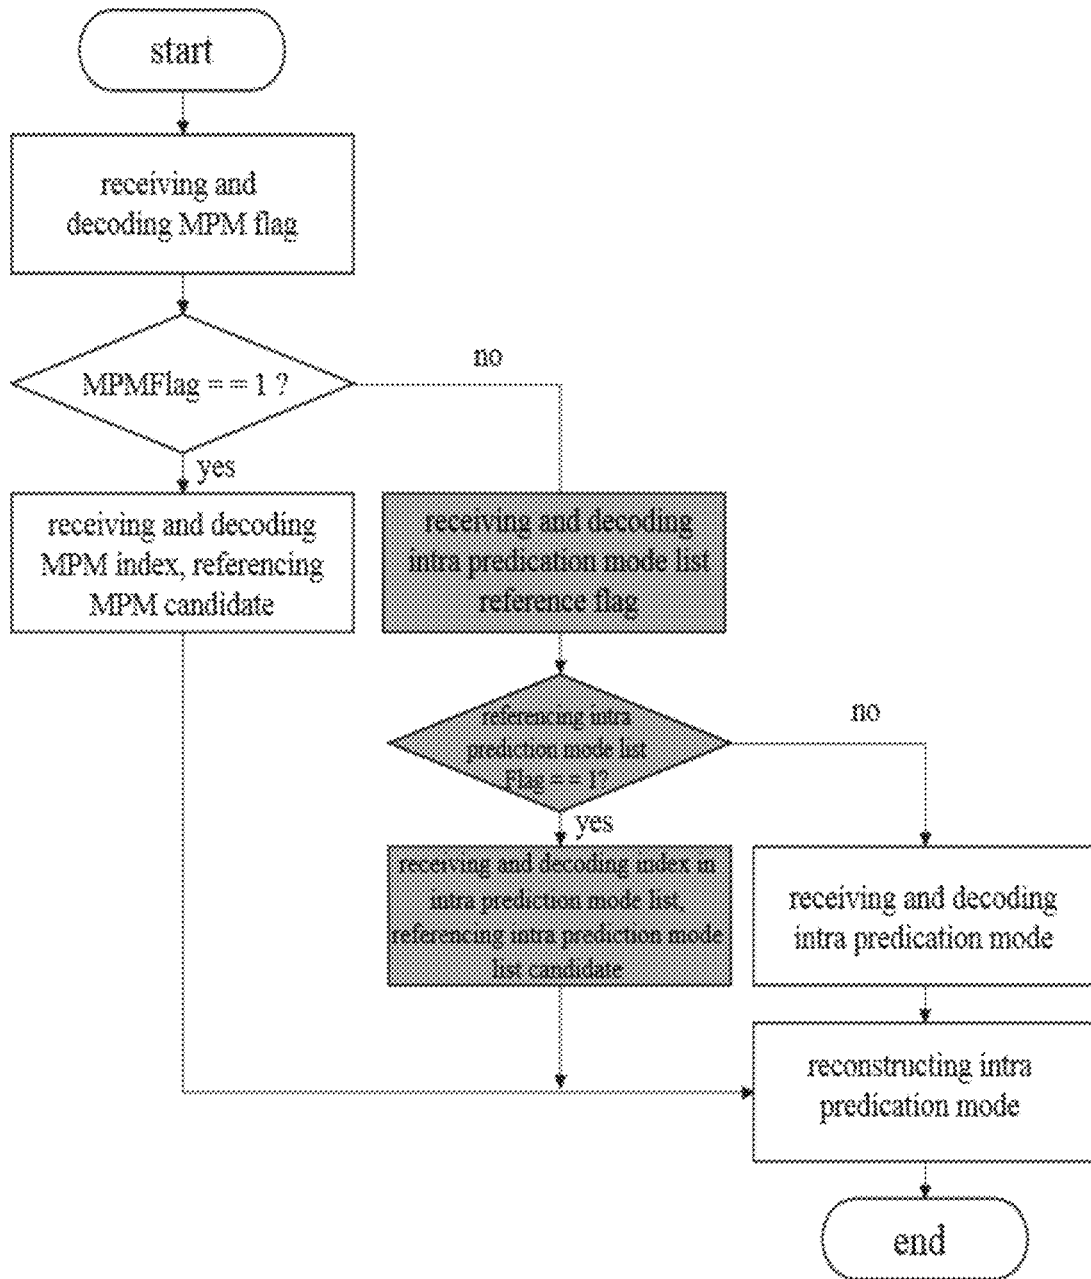 start
receiving and
decoding MPM flag
MPMFlag = = 1 ?
no
yes
receiving and decoding
MPM index, referencing
MPM candidate
receiving and decoding
intra predication mode list
reference flag
referencing intra
prediction mode list
Flag = = 1?
no
yes
receiving and decoding index in
intra prediction mode list,
referencing intra prediction mode
list candidate
receiving and decoding
intra predication mode
reconstructing intra
predication mode
end